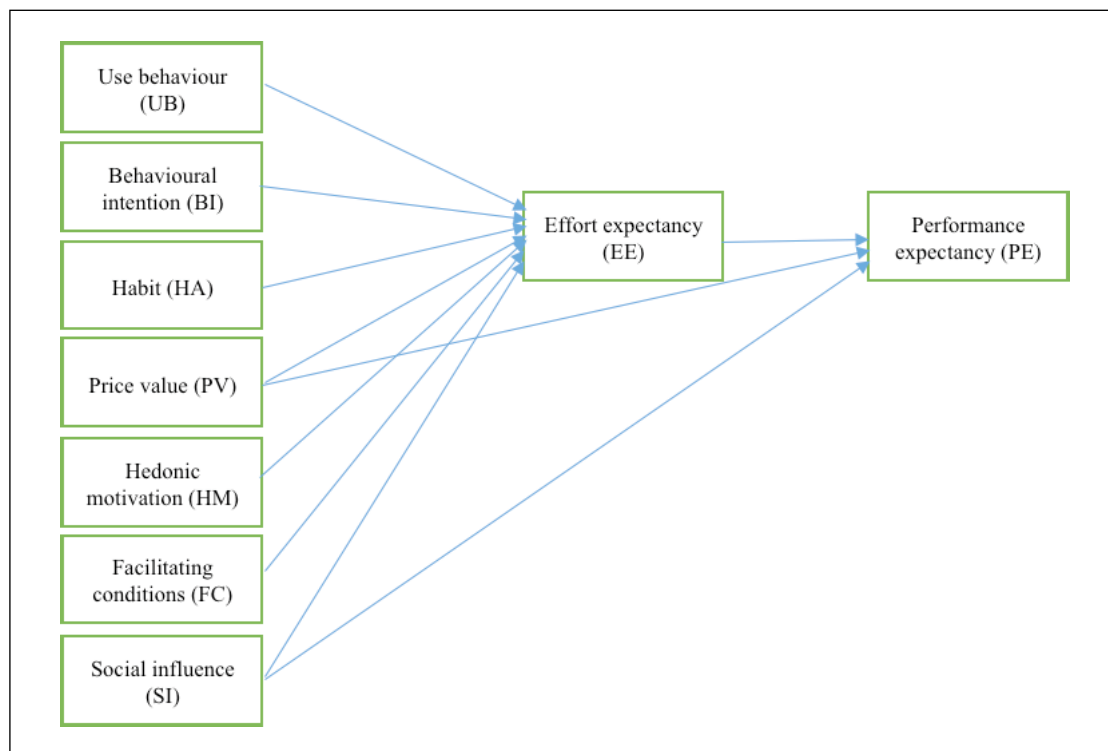 Use behaviour
(UB)
Behavioural
intention (BI)
Habit (HA)
Price value (PV)
Hedonic
motivation (HM)
Facilitating
conditions (FC)
Social influence
(SI)
Effort expectancy
(EE)
Performance
expectancy (PE)